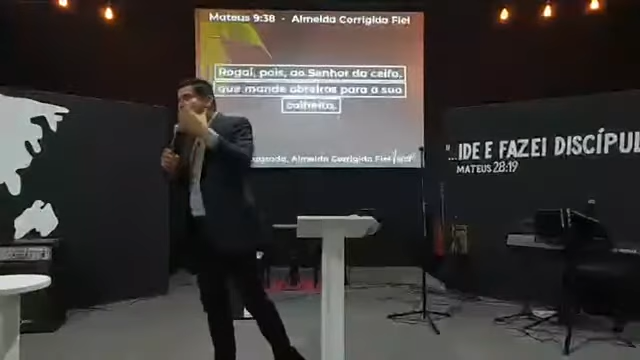 Mateus 9:38 - Almeida Corrigida Fiel
Rogai, pois, ao Senhor da ceifa,
que mande obreiros para a sua
colheita.
Almeida Corrigida Fiel
"...IDE E FAZEI DISCÍPUL
MATEUS 28:19